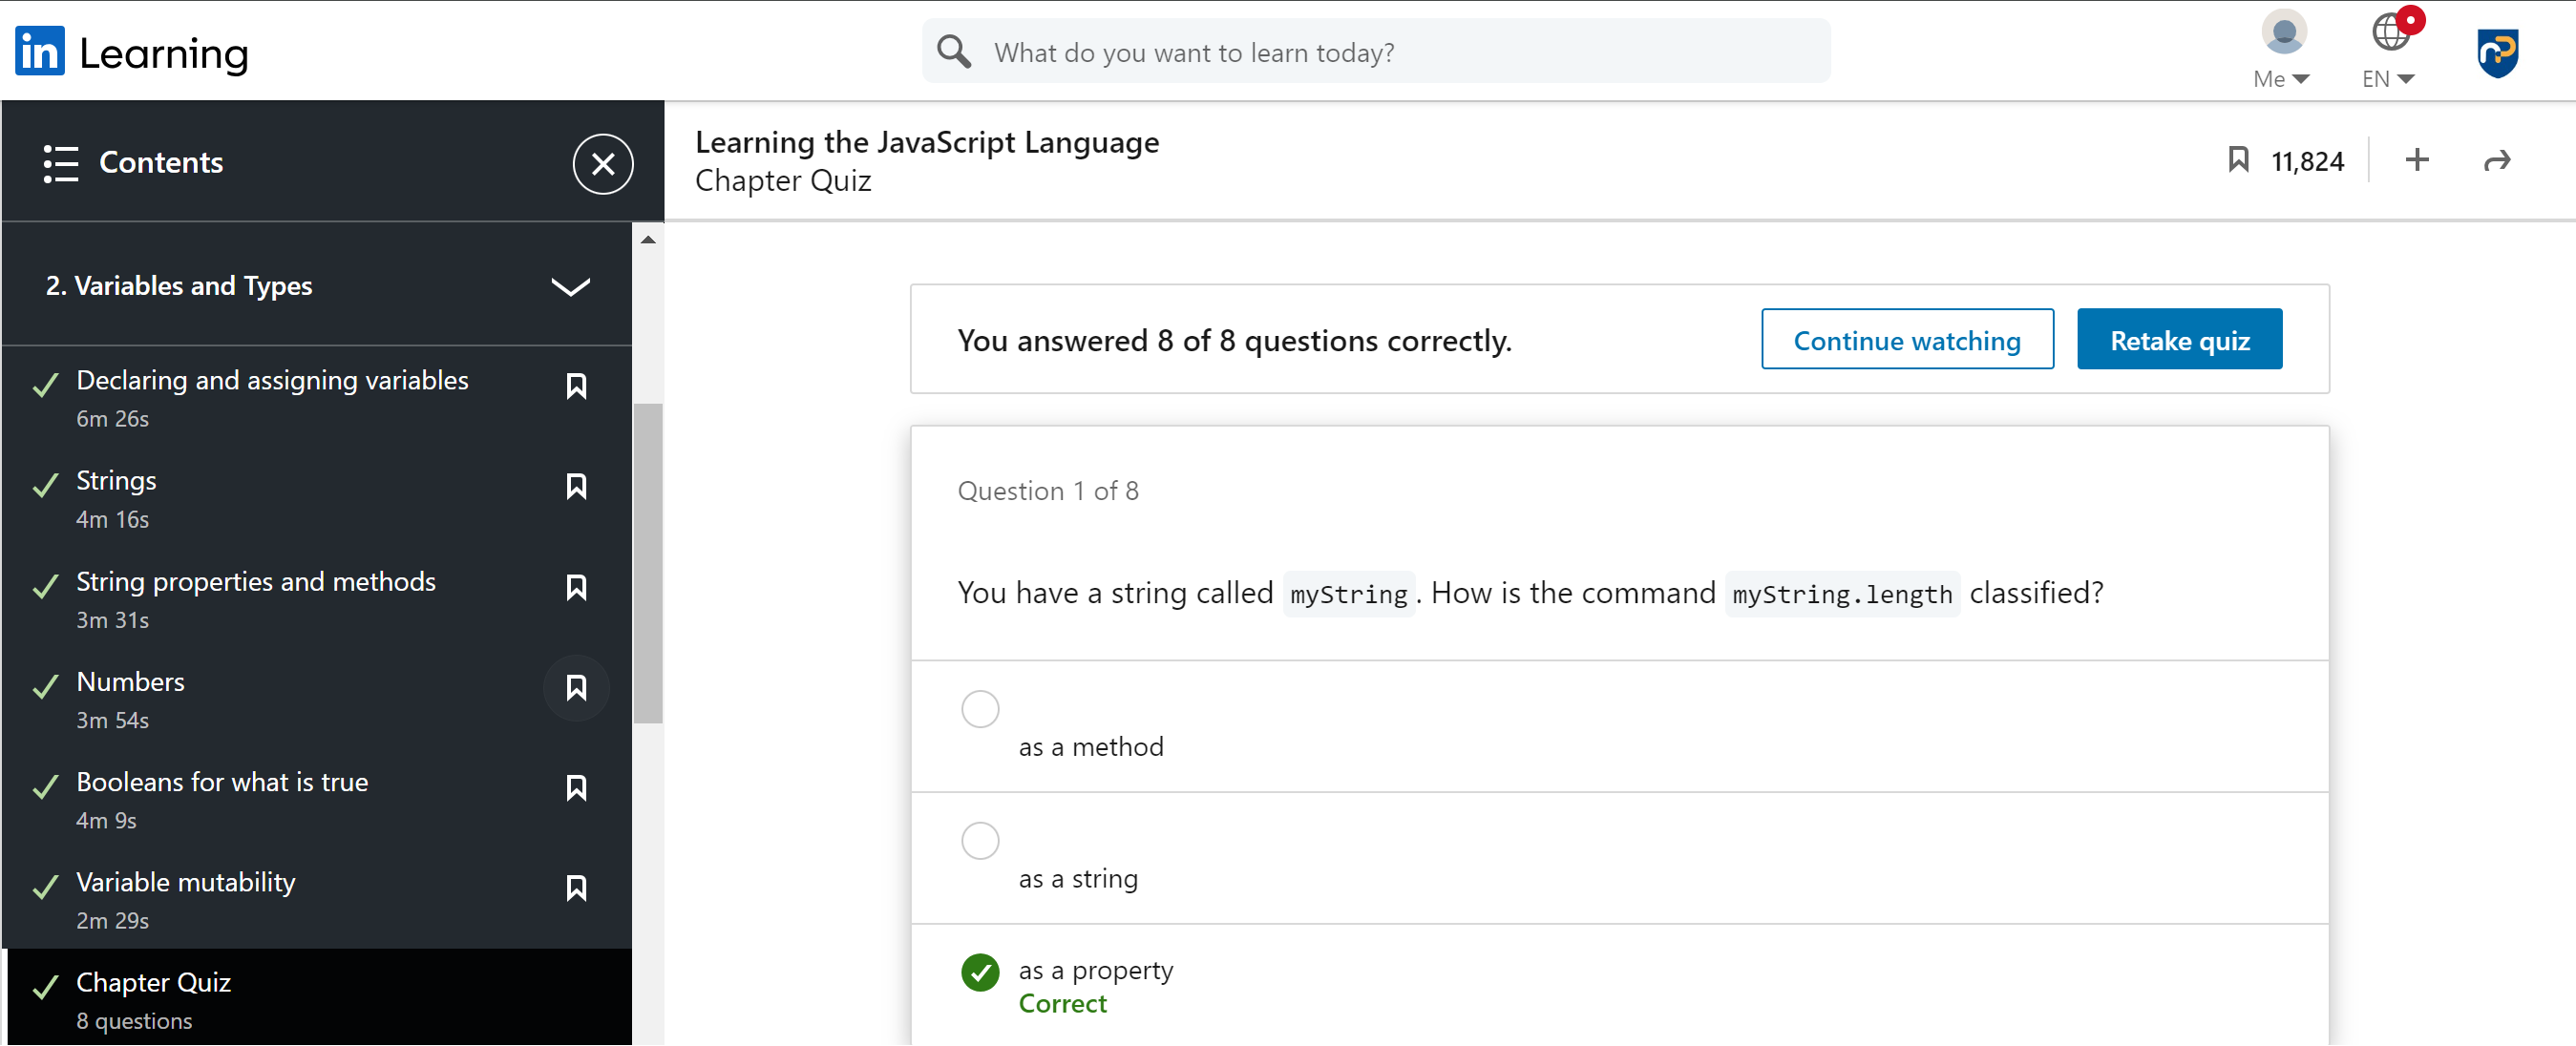 in Learning
What do you want to learn today?
Me
EN
Contents
2. Variables and Types
Declaring and assigning variables
6m 26s
Strings
4m 16s
String properties and methods
3m 31s
Numbers
3m 54s
Booleans for what is true
4m 9s
Variable mutability
2m 29s
Chapter Quiz
8 questions
Learning the JavaScript Language
Chapter Quiz
11,824
You answered 8 of 8 questions correctly.
Continue watching
Retake quiz
Question 1 of 8
You have a string called myString. How is the command myString.length classified?
as a method
as a string
as a property
Correct